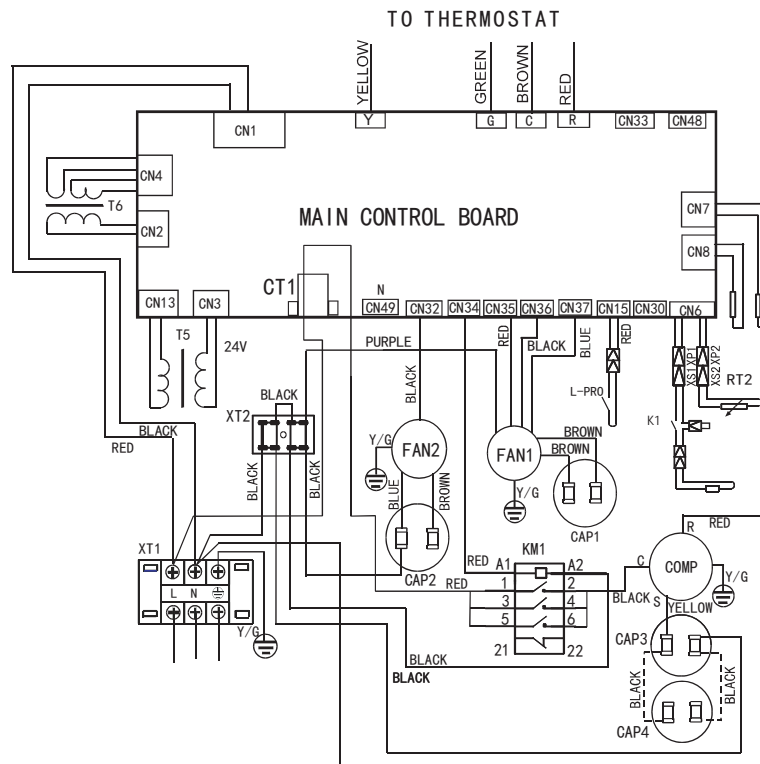 TO THERMOSTAT
YELLOW
GREEN
BROWN
RED
CN1
Y
G
C
R
CN33
CN48
CN4
T6
CN2
MAIN CONTROL BOARD
CN7
CN8
CT1
CN13
CN3
N
CN49
CN32
CN34
CN35
CN36
CN37
CN15
CN30
CN6
T5
24V
PURPLE
RED
BLACK
BLUE
RED
BLACK
XS1XP1
XS2XP2
RT2
L-PRO
K1
BLACK
XT2
BLACK
RED
BLACK
BLACK
Y/G
FAN2
BLUE
BROWN
CAP2
FAN1
BROWN
BROWN
Y/G
CAP1
XT1
L
N
Y/G
KM1
RED
A1
A2
RED
1
2
3
4
5
6
21
22
BLACK
BLACK
R
RED
C
COMP
Y/G
BLACK
S
YELLOW
CAP3
BLACK
BLACK
CAP4